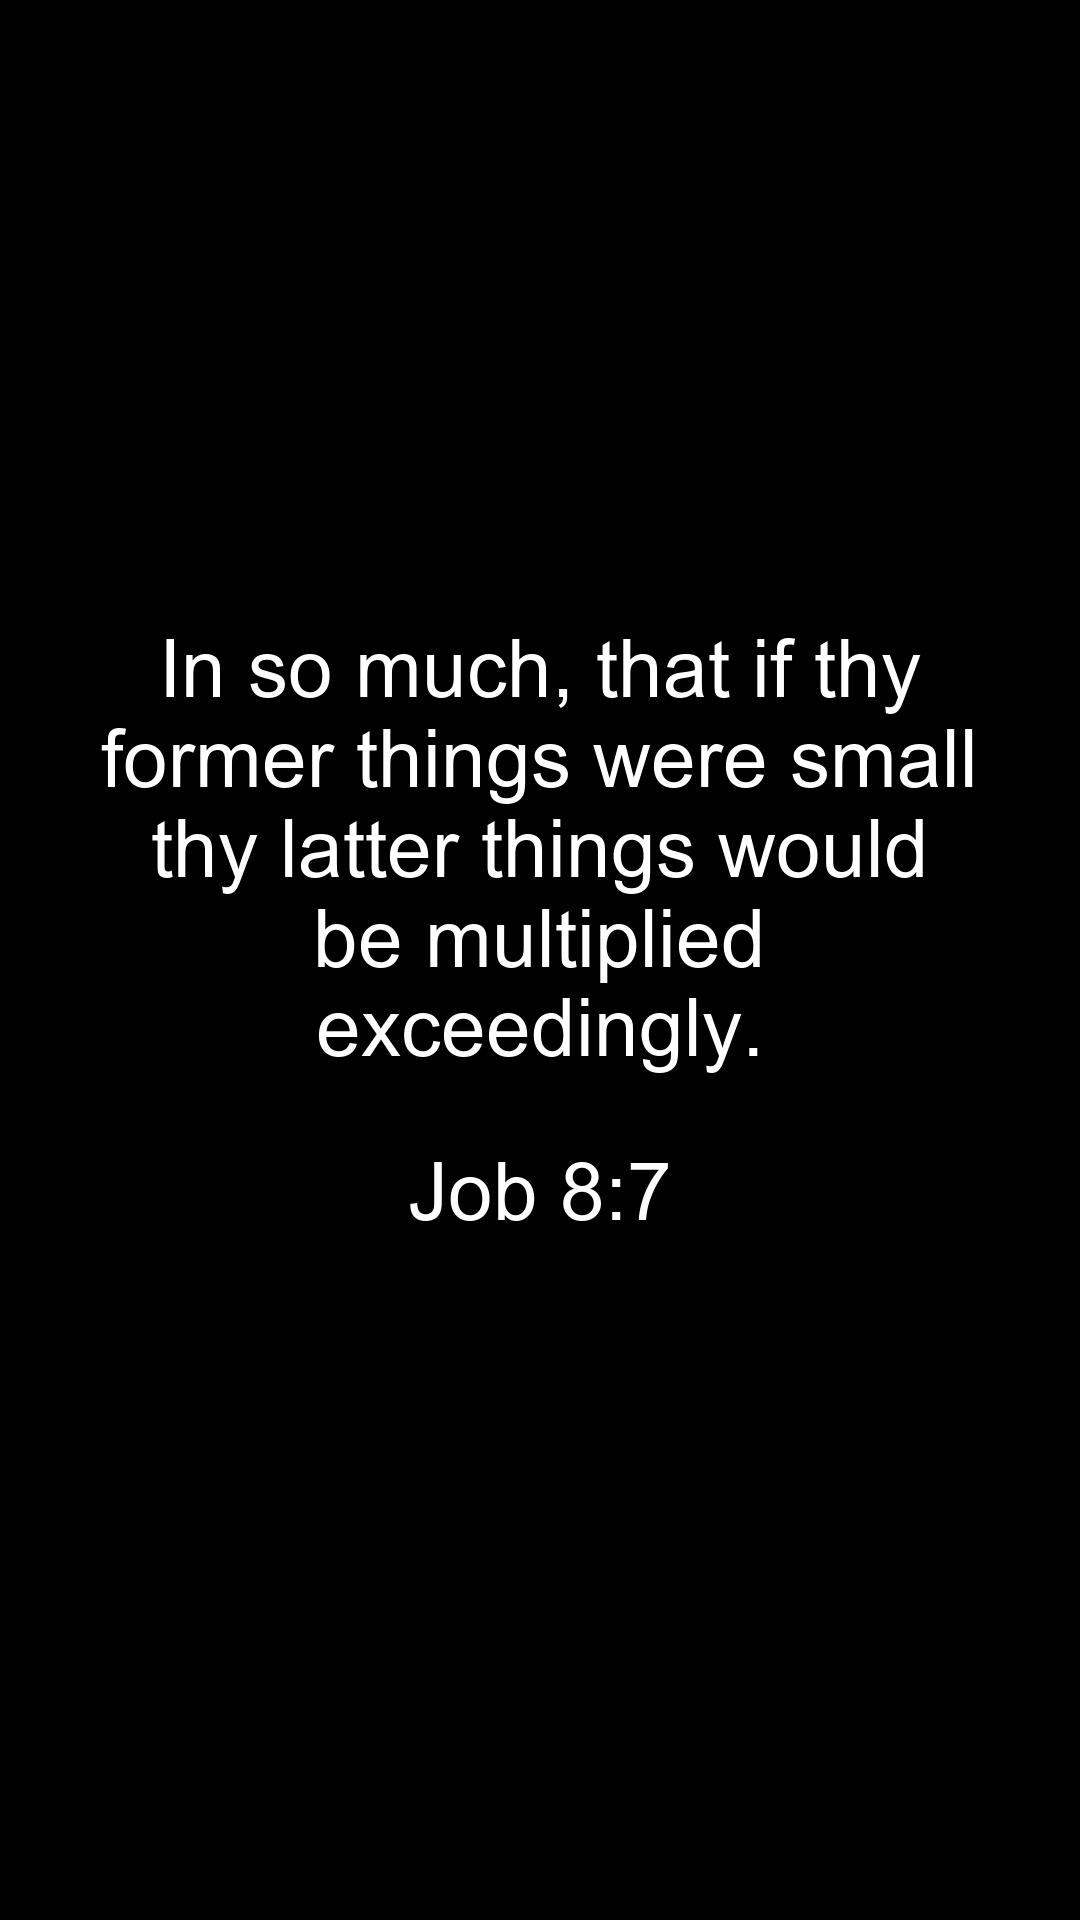 In so much, that if thy
former things were small
thy latter things would
be multiplied
exceedingly.
Job 8:7